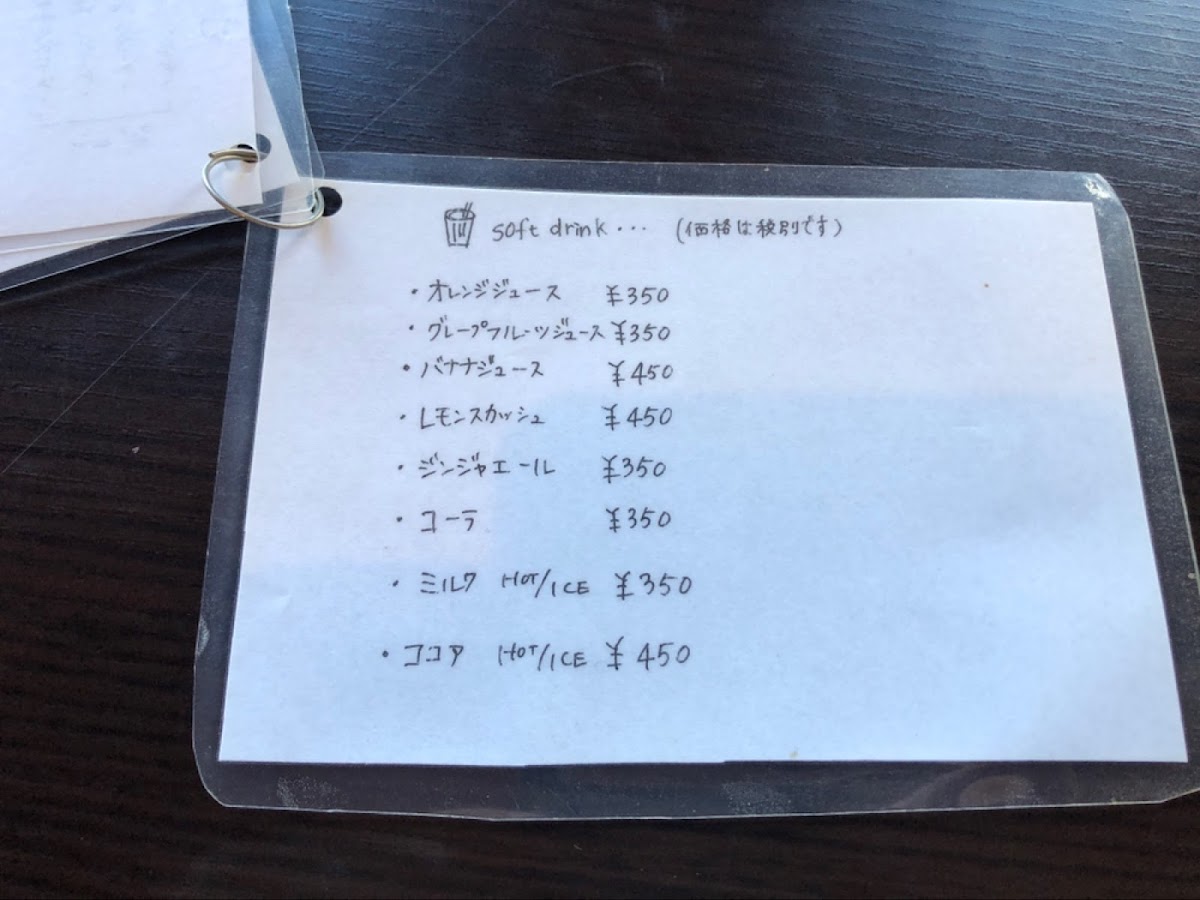 soft drink... (価格は税別です)
・オレンジジュース ¥350
・グレープフルーツジュース ¥350
・バナナジュース ¥450
・レモンスカッシュ ¥450
・ジンジャエール ¥350
・コーラ ¥350
・ミルク HOT/ICE ¥350
・ココア HOT/ICE ¥450